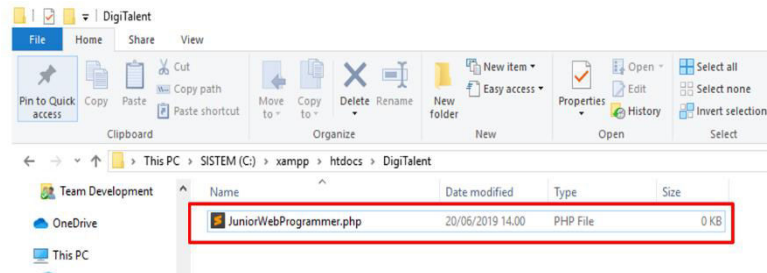 DigiTalent
File Home Share View
Pin to Quick access
Copy
Paste
Cut
Copy path
Paste shortcut
Clipboard
Move to
Copy to
Delete
Rename
Organize
New folder
New item
Easy access
New
Properties
Open
Edit
History
Open
Select all
Select none
Invert selection
Select
This PC > SISTEM (C:) > xampp > htdocs > DigiTalent
Team Development
OneDrive
This PC
Name Date modified Type Size
JuniorWebProgrammer.php 20/06/2019 14.00 PHP File 0 KB